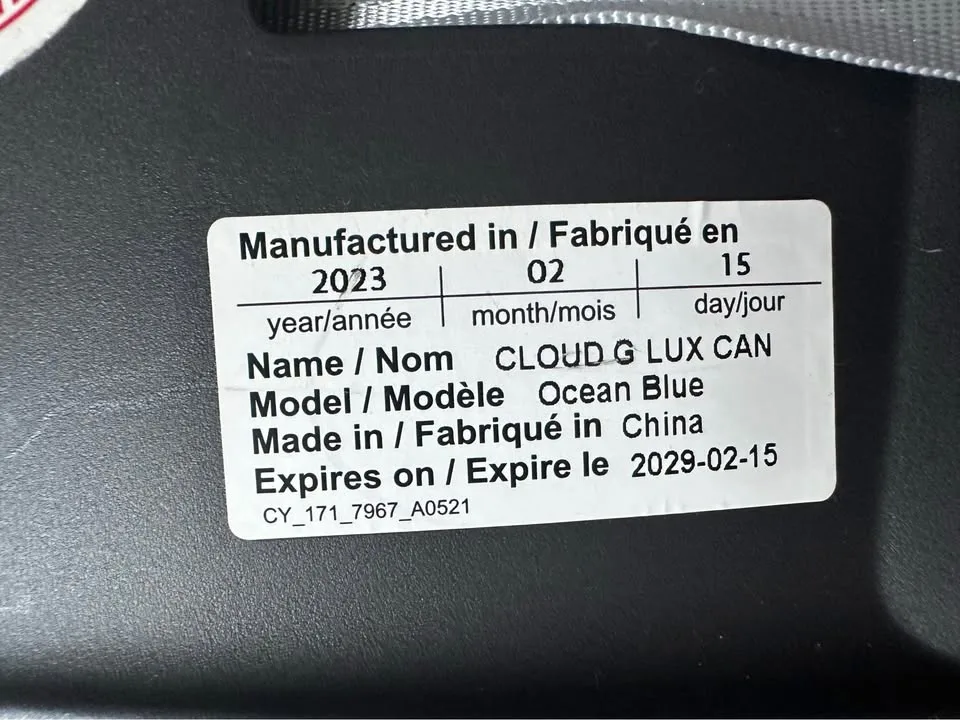 Manufactured in / Fabriqué en
2023 02 15
year/année month/mois day/jour
Name / Nom CLOUD G LUX CAN
Model / Modèle Ocean Blue
Made in / Fabriqué in China
Expires on / Expire le 2029-02-15
CY_171_7967_A0521